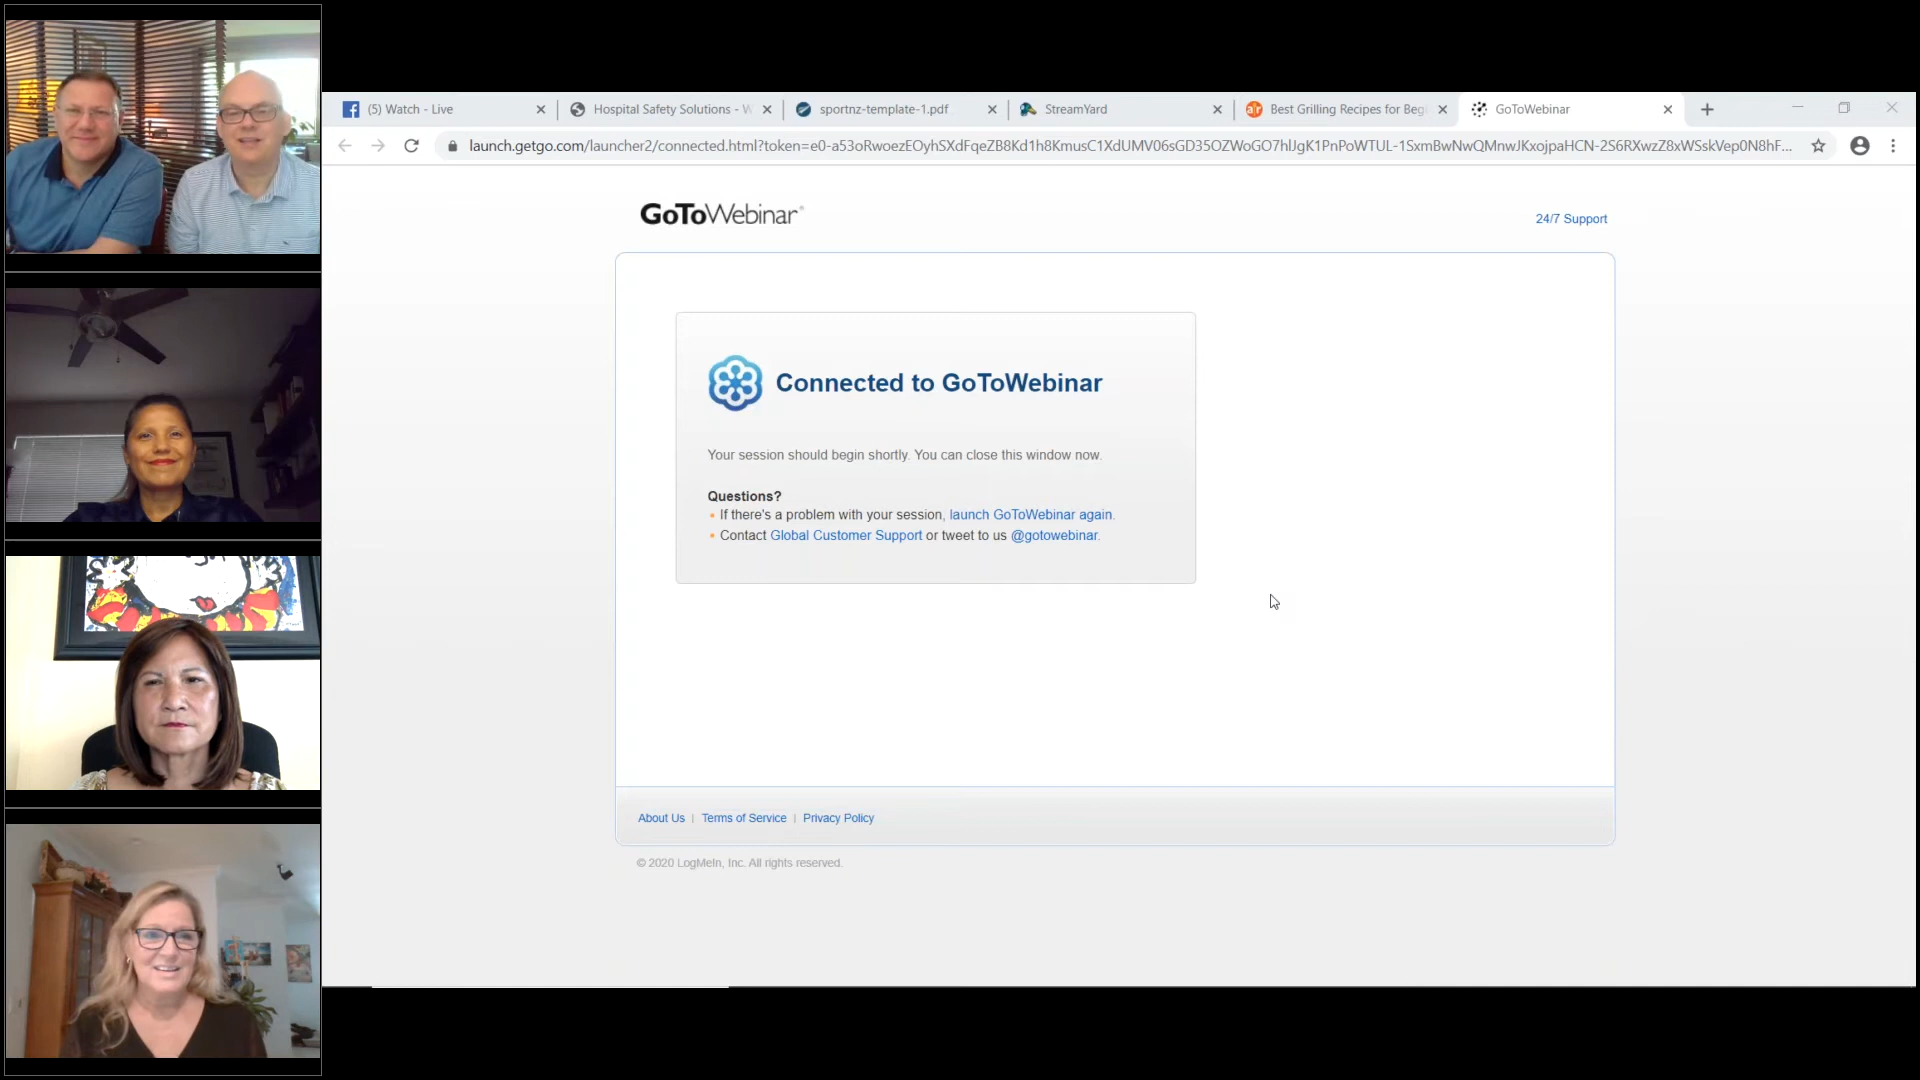 (5) Watch - Live
Hospital Safety Solutions - W
sportnz-template-1.pdf
StreamYard
Best Grilling Recipes for Beg
GoToWebinar
launch.getgo.com/launcher2/connected.html?token=e0-a53oRwoezEOyhSXdFqeZB8Kd1h8KmusC1XdUMV06sGD35OZWoGO7hlJgK1PnPoWTUL-1SxmBwNwQMnwJKxojpaHCN-2S6RXwzZ8xWSskVep0N8hF...
GoToWebinar
24/7 Support
Connected to GoToWebinar
Your session should begin shortly. You can close this window now.
Questions?
• If there's a problem with your session, launch GoToWebinar again.
• Contact Global Customer Support or tweet to us @gotowebinar.
About Us | Terms of Service | Privacy Policy
© 2020 LogMeIn, Inc. All rights reserved.